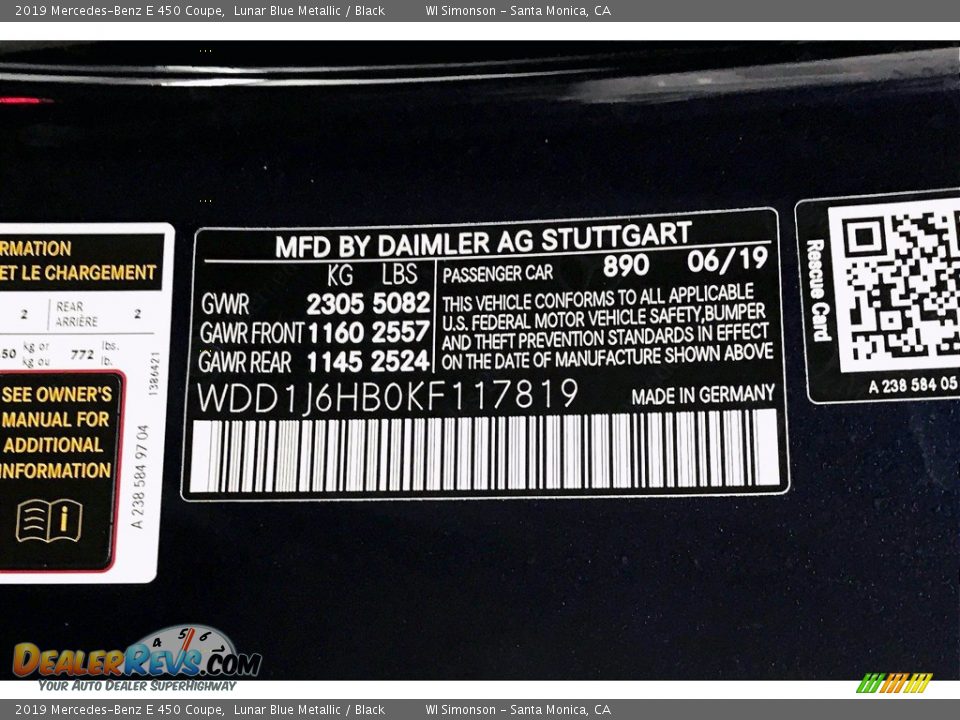 2019 Mercedes-Benz E 450 Coupe,  Lunar Blue Metallic / Black  WI Simonson - Santa Monica, CA
RMATION
ET LE CHARGEMENT
2 REAR ARRIÈRE 2
50 kg or kg ou 772 lbs. lb.
1386421
SEE OWNER'S
MANUAL FOR
ADDITIONAL
INFORMATION
i
A 238 584 97 04
MFD BY DAIMLER AG STUTTGART
KG LBS
GVWR 2305 5082
GAWR FRONT 1160 2557
GAWR REAR 1145 2524
PASSENGER CAR 890 06/19
THIS VEHICLE CONFORMS TO ALL APPLICABLE
U.S. FEDERAL MOTOR VEHICLE SAFETY,BUMPER
AND THEFT PREVENTION STANDARDS IN EFFECT
ON THE DATE OF MANUFACTURE SHOWN ABOVE
WDD1J6HB0KF117819
MADE IN GERMANY
Rescue Card
A 238 584 05
4 5 6
DealerRevs.com
Your Auto Dealer SuperHighway
2019 Mercedes-Benz E 450 Coupe,  Lunar Blue Metallic / Black  WI Simonson - Santa Monica, CA